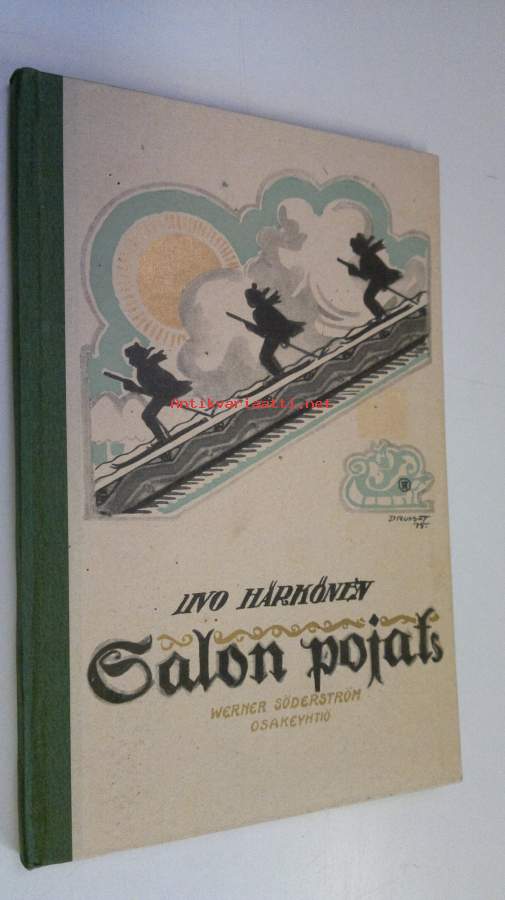 Antikvariaatti.net
IIVO HÄRKÖNEN
Salon pojat
WERNER SÖDERSTRÖM
OSAKEYHTIÖ